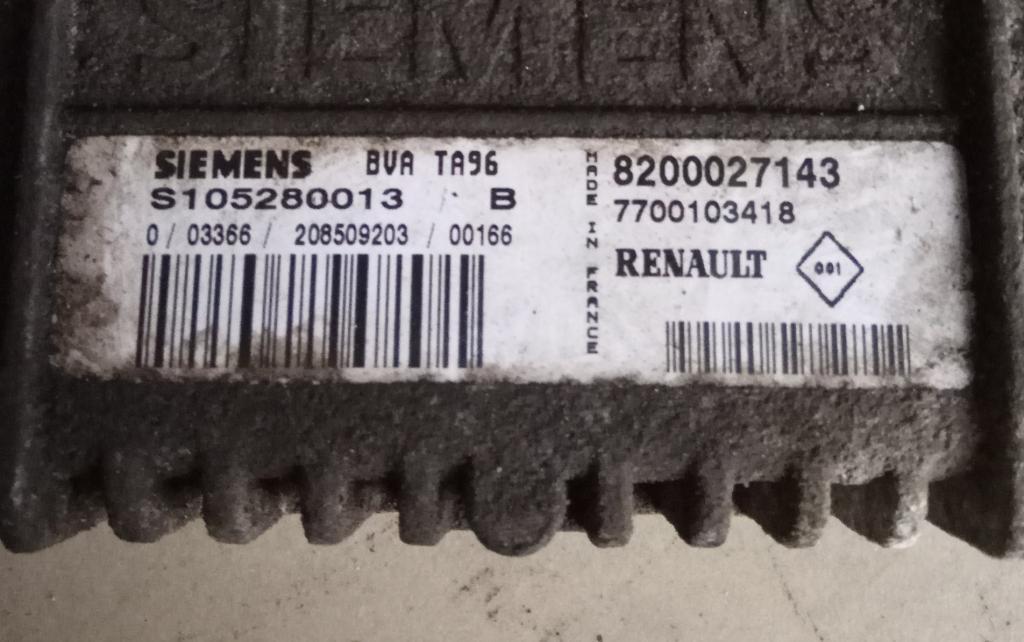 SIEMENS
SIEMENS BVA TA96
S105280013 B
0 / 03366 / 208509203 / 00166
MADE IN FRANCE
8200027143
7700103418
RENAULT 001